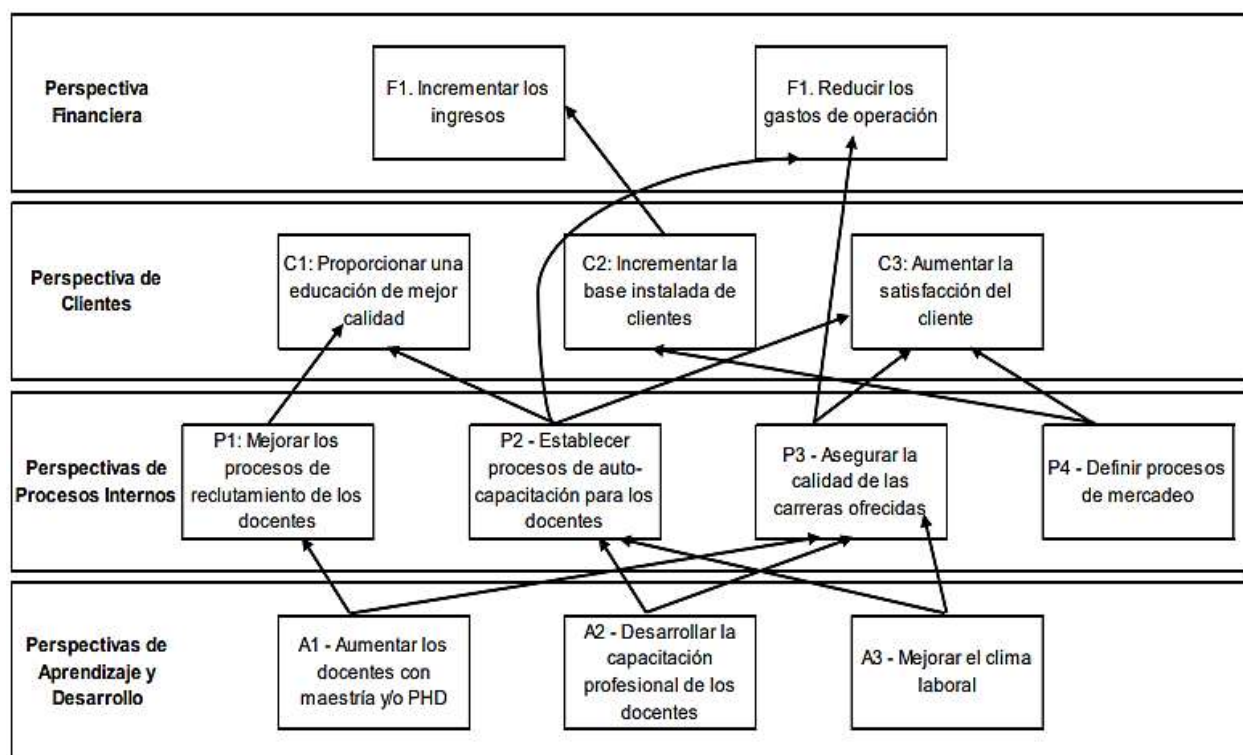 Perspectiva
Financiera
F1. Incrementar los
ingresos
F1. Reducir los
gastos de operación
Perspectiva de
Clientes
C1: Proporcionar una
educación de mejor
calidad
C2: Incrementar la
base instalada de
clientes
C3: Aumentar la
satisfacción del
cliente
Perspectivas de
Procesos Internos
P1: Mejorar los
procesos de
reclutamiento de los
docentes
P2 - Establecer
procesos de auto-
capacitación para los
docentes
P3 - Asegurar la
calidad de las
carreras ofrecidas
P4 - Definir procesos
de mercadeo
Perspectivas de
Aprendizaje y
Desarrollo
A1 - Aumentar los
docentes con
maestría y/o PHD
A2 - Desarrollar la
capacitación
profesional de los
docentes
A3 - Mejorar el clima
laboral